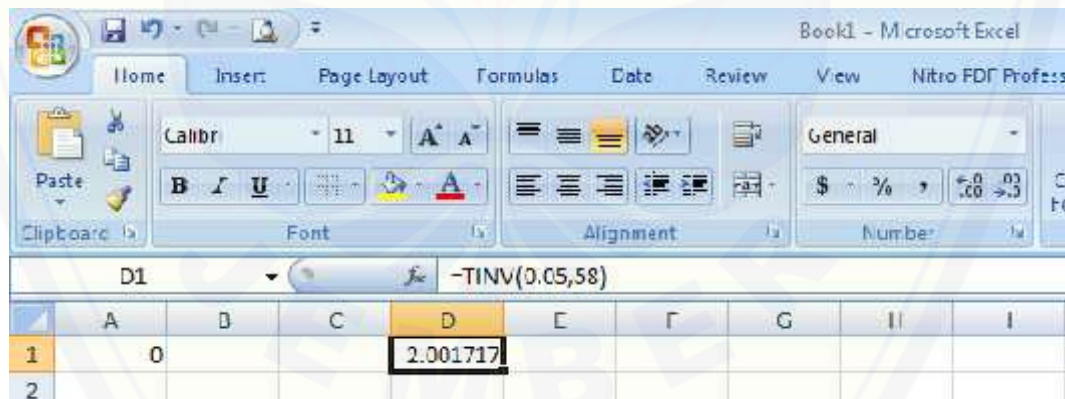 Book1 - Microsoft Excel
Home Insert Page Layout Formulas Data Review View Nitro PDF Profess
Calibri 11 A A General
Paste B I U A a $ % , .00
Clipboard Font Alignment Number
D1 fx =TINV(0.05,58)
A B C D E F G H I
1 0 2.001717
2